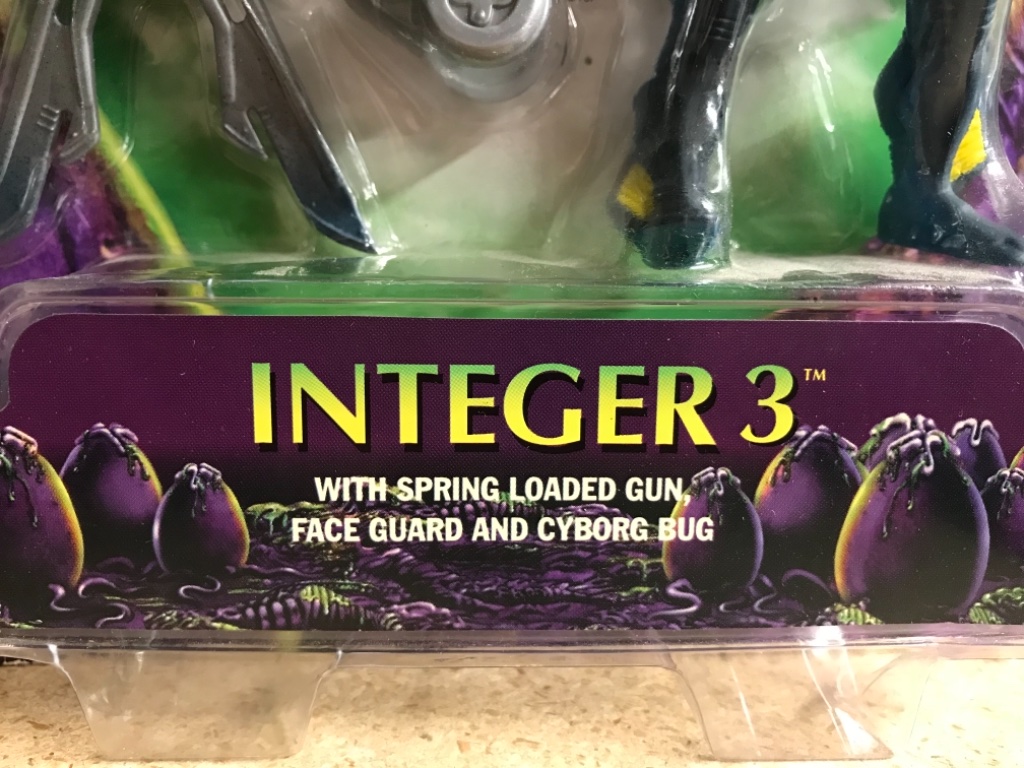 INTEGER 3™
WITH SPRING LOADED GUN,
FACE GUARD AND CYBORG BUG